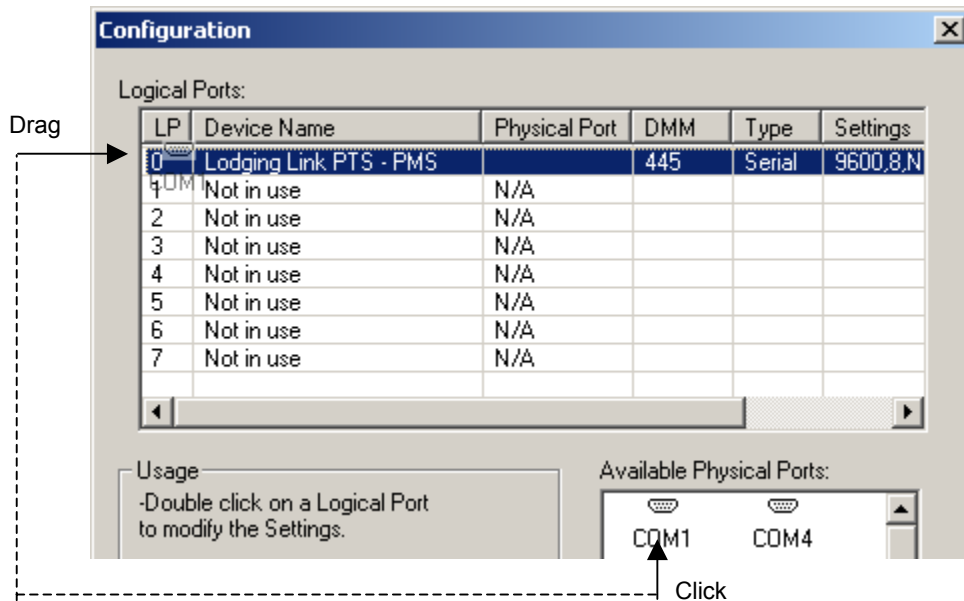 Configuration
Logical Ports:
Drag
LP Device Name Physical Port DMM Type Settings
0 Lodging Link PTS - PMS 445 Serial 9600,8,N
COM1
1 Not in use N/A
2 Not in use N/A
3 Not in use N/A
4 Not in use N/A
5 Not in use N/A
6 Not in use N/A
7 Not in use N/A
Usage
-Double click on a Logical Port
to modify the Settings.
Available Physical Ports:
COM1 COM4
Click